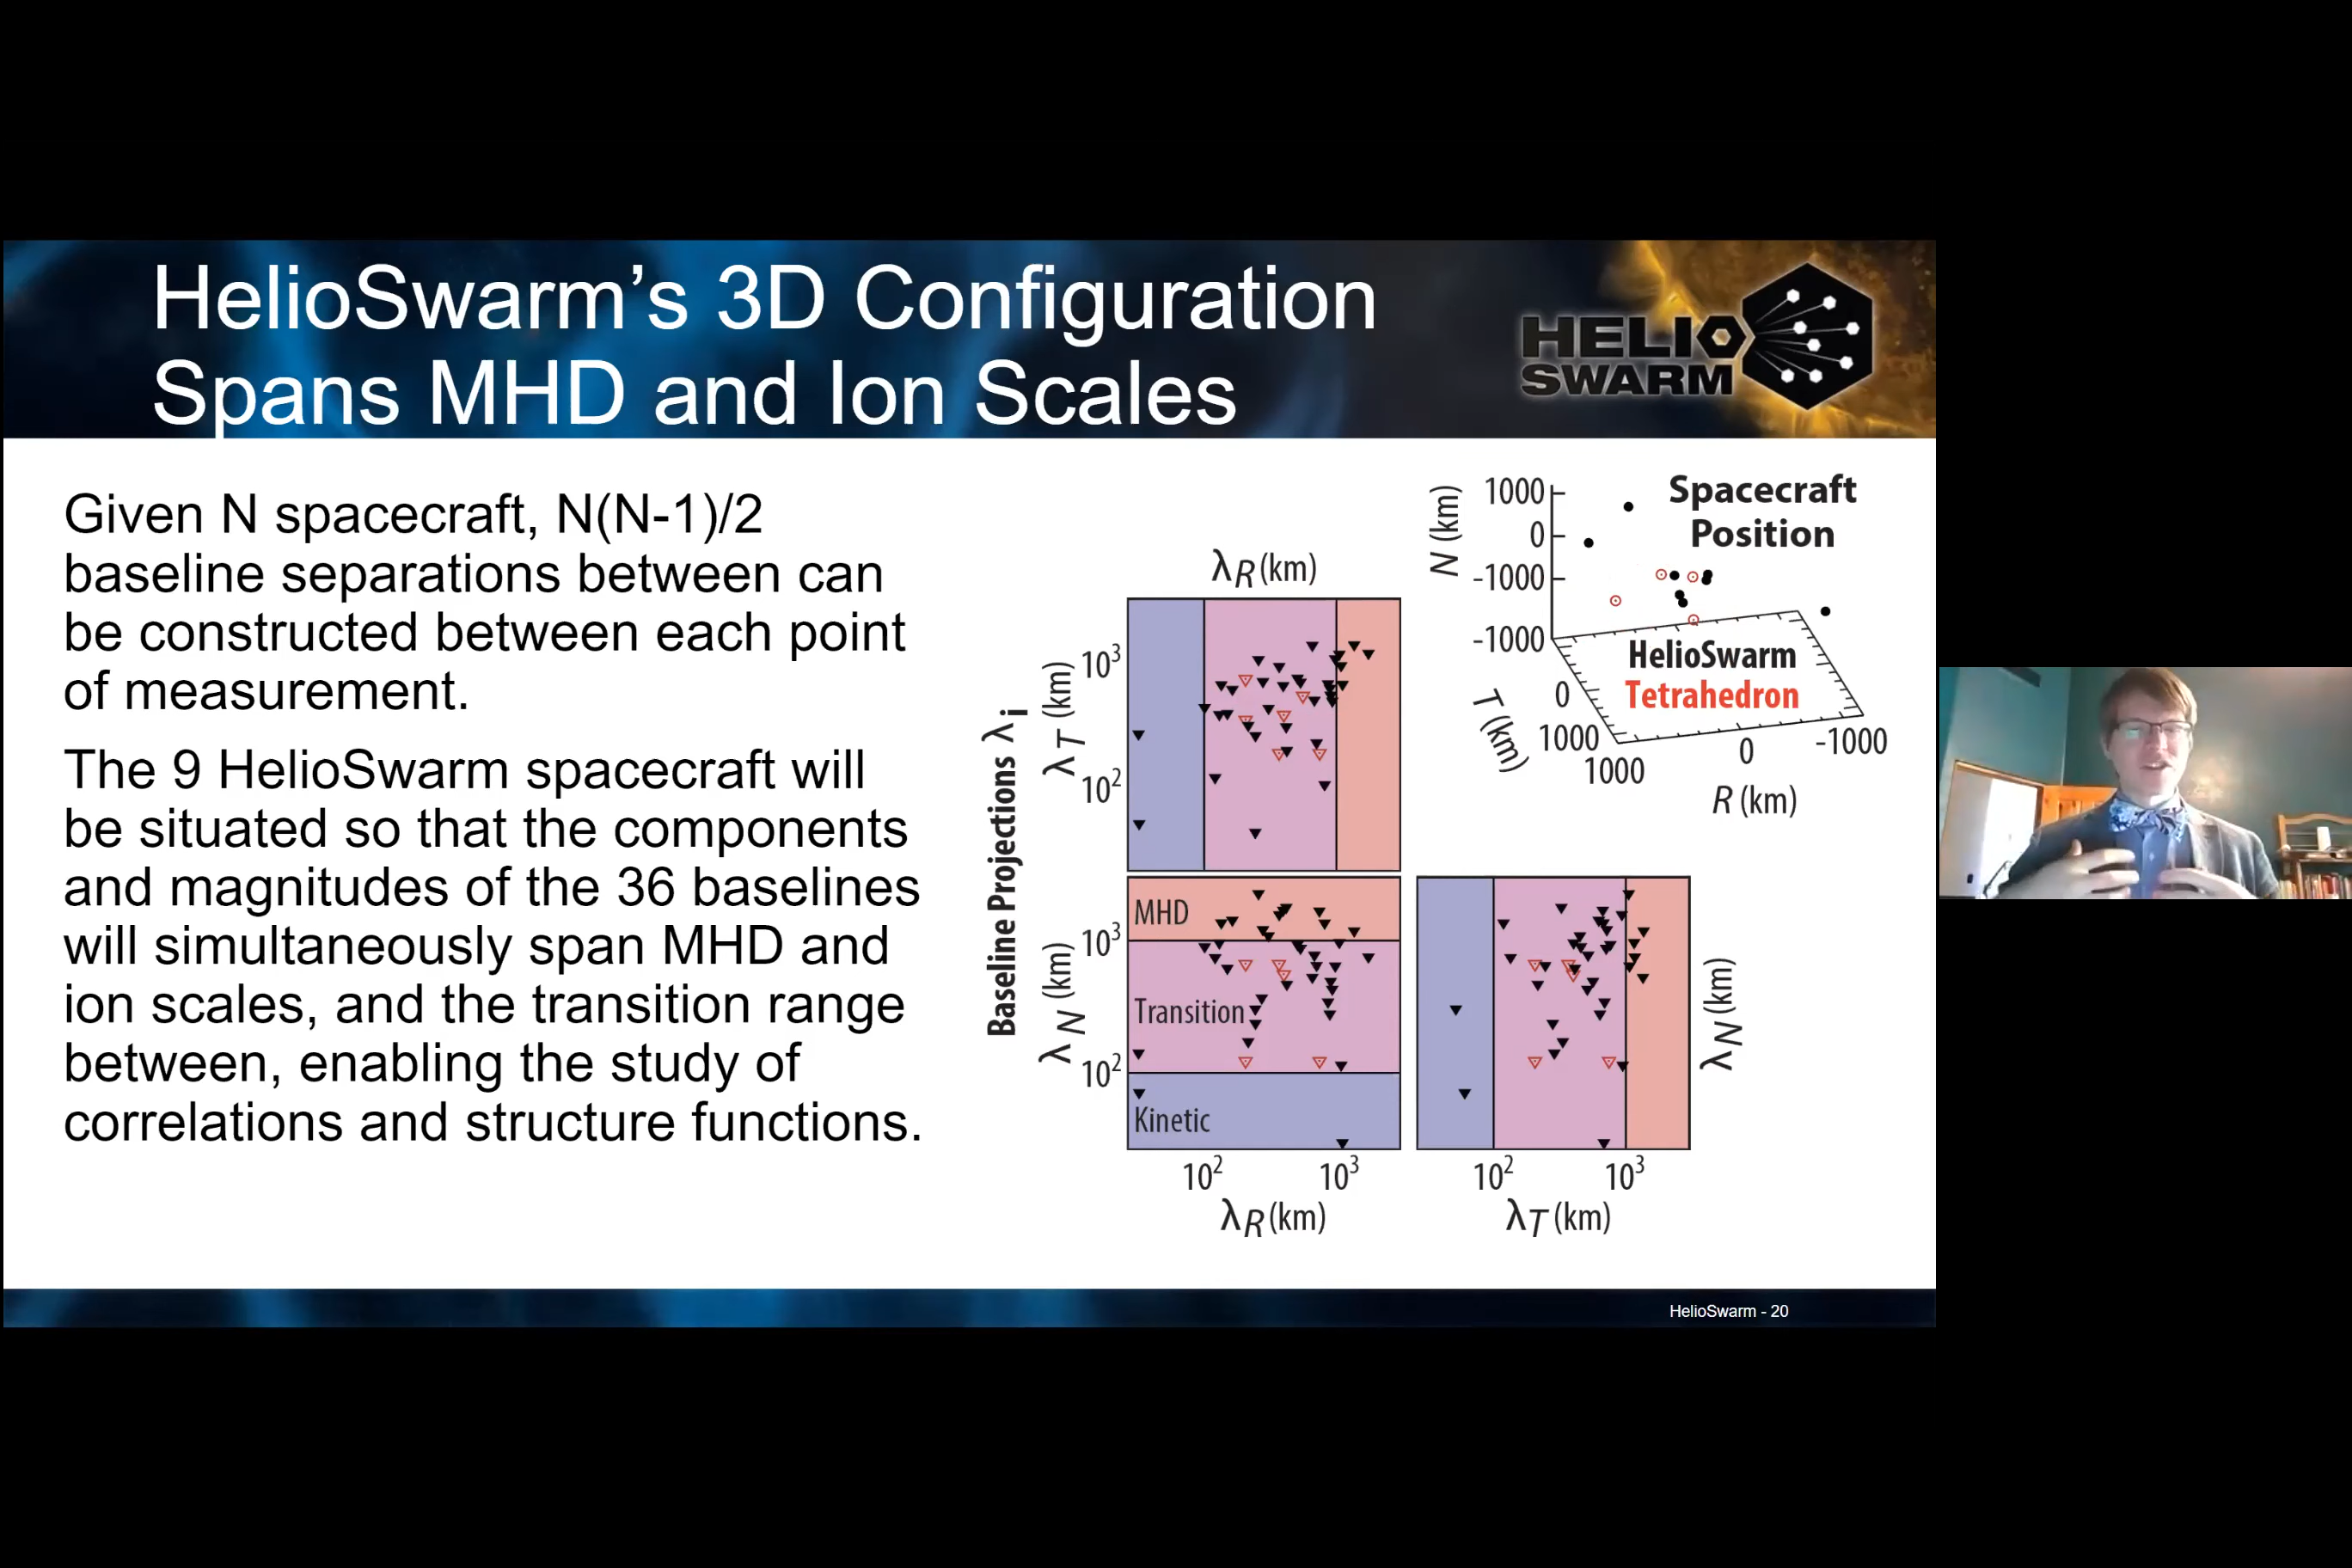 HelioSwarm’s 3D Configuration
Spans MHD and Ion Scales
HELIO
SWARM
Given N spacecraft, N(N-1)/2
baseline separations between can
be constructed between each point
of measurement.
The 9 HelioSwarm spacecraft will
be situated so that the components
and magnitudes of the 36 baselines
will simultaneously span MHD and
ion scales, and the transition range
between, enabling the study of
correlations and structure functions.
Baseline Projections λi
λR (km)
λT (km)
10³
10²
MHD
Transition
Kinetic
λN (km)
10³
10²
10² 10³
λR (km)
10² 10³
λT (km)
λN (km)
Spacecraft
Position
N (km)
1000
0
-1000
-1000
0
1000
T (km)
1000
0
-1000
R (km)
HelioSwarm
Tetrahedron
HelioSwarm - 20